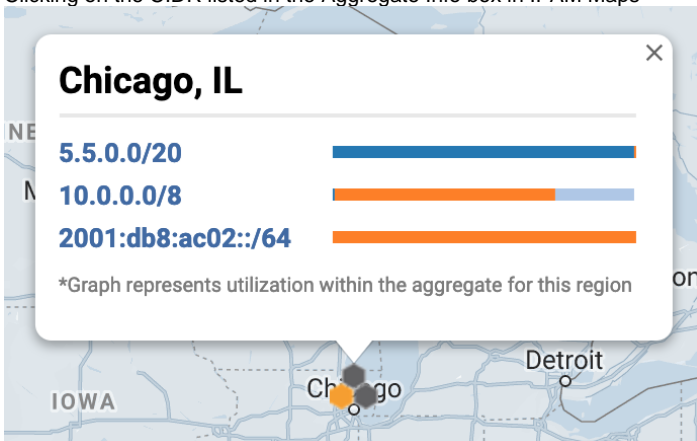 Clicking on the CIDR listed in the Aggregate Info box in IPAM Maps
Chicago, IL
5.5.0.0/20
10.0.0.0/8
2001:db8:ac02::/64
*Graph represents utilization within the aggregate for this region
Detroit
IOWA